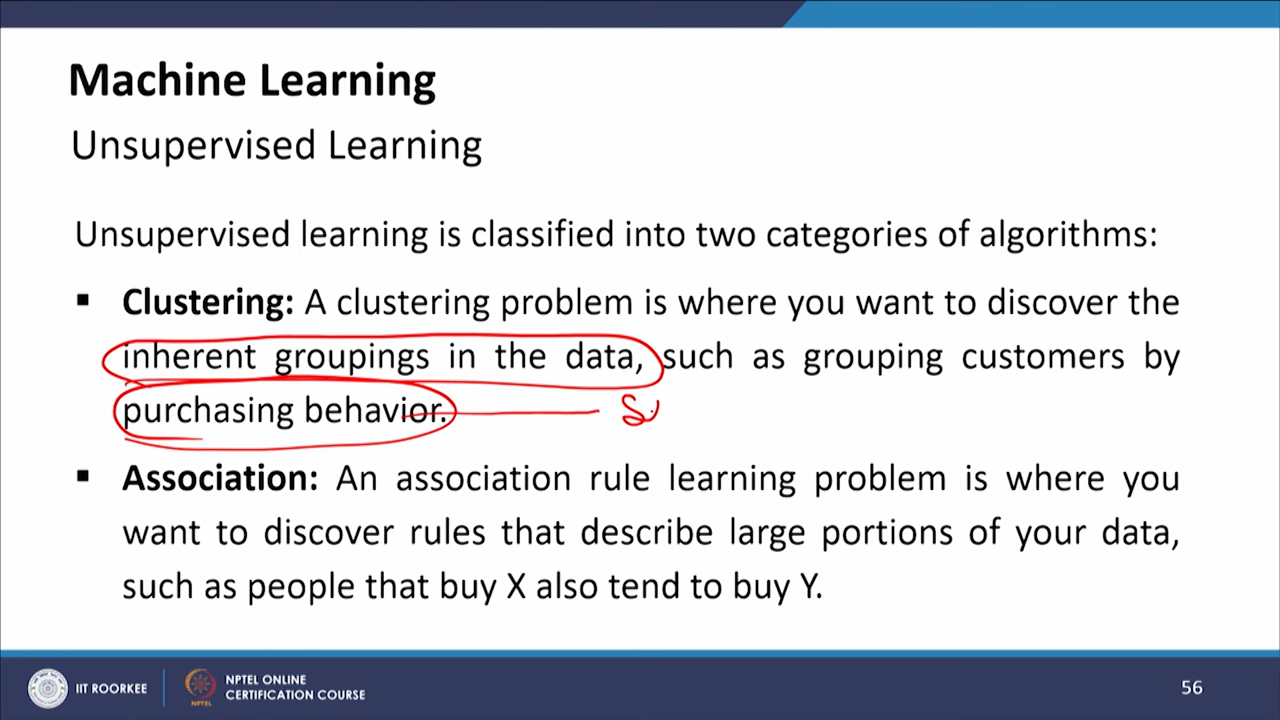 Machine Learning
Unsupervised Learning
Unsupervised learning is classified into two categories of algorithms:
▪ Clustering: A clustering problem is where you want to discover the
inherent groupings in the data, such as grouping customers by
purchasing behavior.
▪ Association: An association rule learning problem is where you
want to discover rules that describe large portions of your data,
such as people that buy X also tend to buy Y.
IIT ROORKEE
NPTEL ONLINE
CERTIFICATION COURSE
NPTEL
56